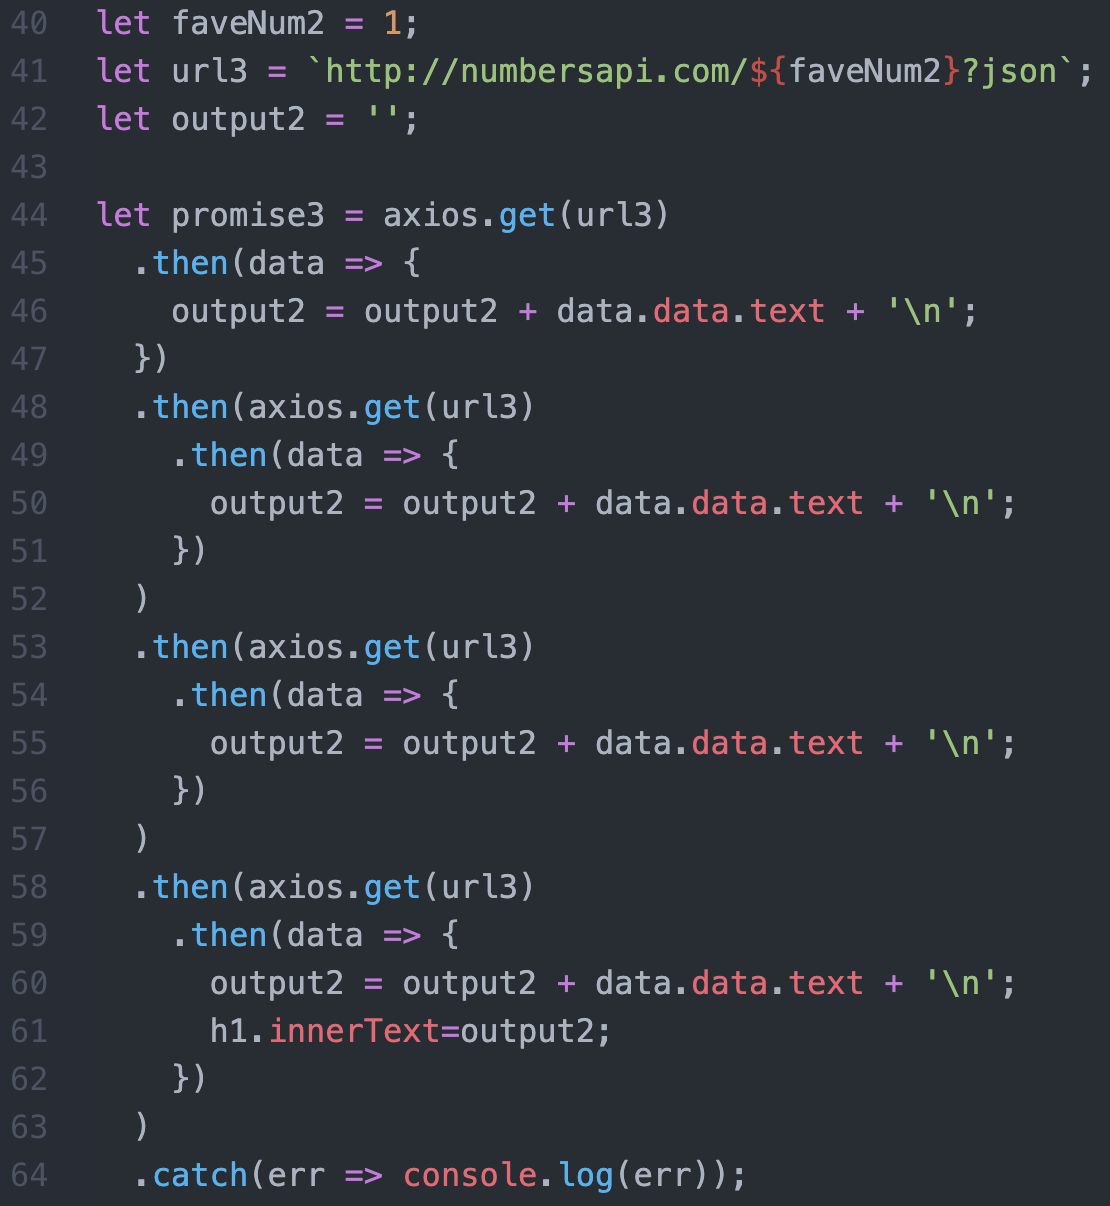 40 let faveNum2 = 1;
41 let url3 = `http://numbersapi.com/${faveNum2}?json`;
42 let output2 = '';
43
44 let promise3 = axios.get(url3)
45   .then(data => {
46     output2 = output2 + data.data.text + '\n';
47   })
48   .then(axios.get(url3)
49     .then(data => {
50       output2 = output2 + data.data.text + '\n';
51     })
52   )
53   .then(axios.get(url3)
54     .then(data => {
55       output2 = output2 + data.data.text + '\n';
56     })
57   )
58   .then(axios.get(url3)
59     .then(data => {
60       output2 = output2 + data.data.text + '\n';
61       h1.innerText=output2;
62     })
63   )
64   .catch(err => console.log(err));